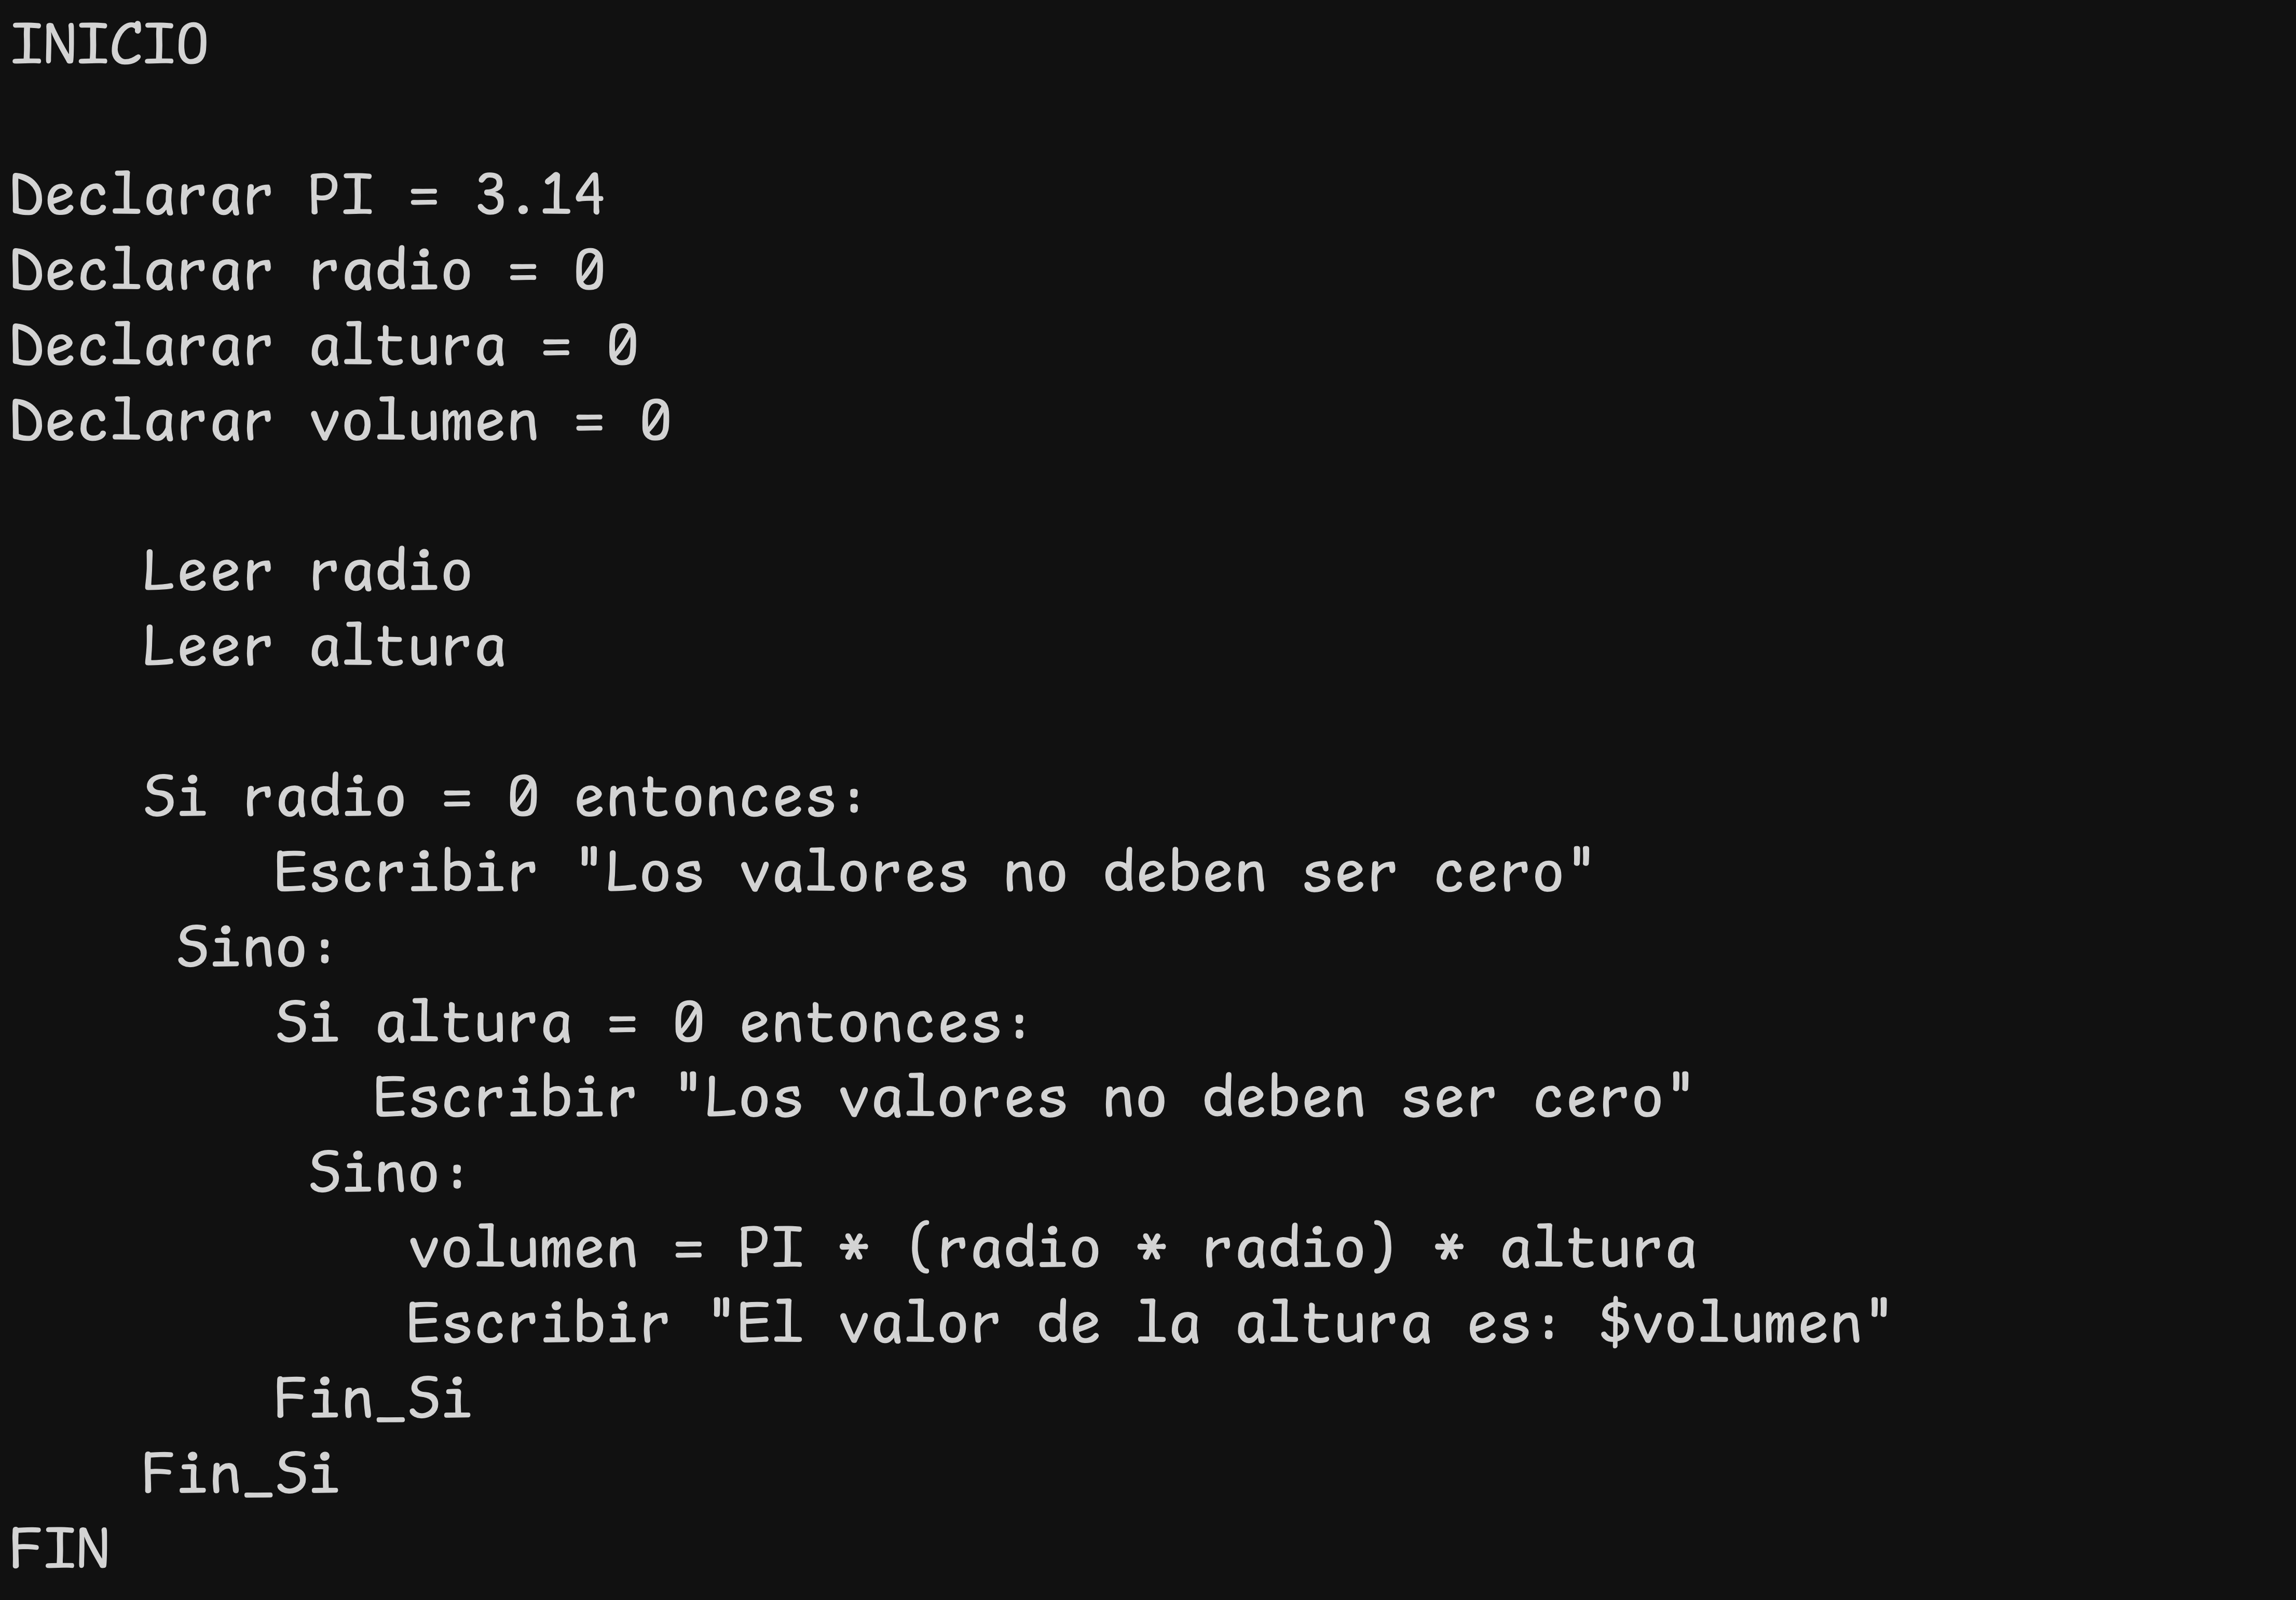 INICIO
Declarar PI = 3.14
Declarar radio = 0
Declarar altura = 0
Declarar volumen = 0
Leer radio
Leer altura
Si radio = 0 entonces:
Escribir "Los valores no deben ser cero"
Sino:
Si altura = 0 entonces:
Escribir "Los valores no deben ser cero"
Sino:
volumen = PI * (radio * radio) * altura
Escribir "El valor de la altura es: $volumen"
Fin_Si
Fin_Si
FIN